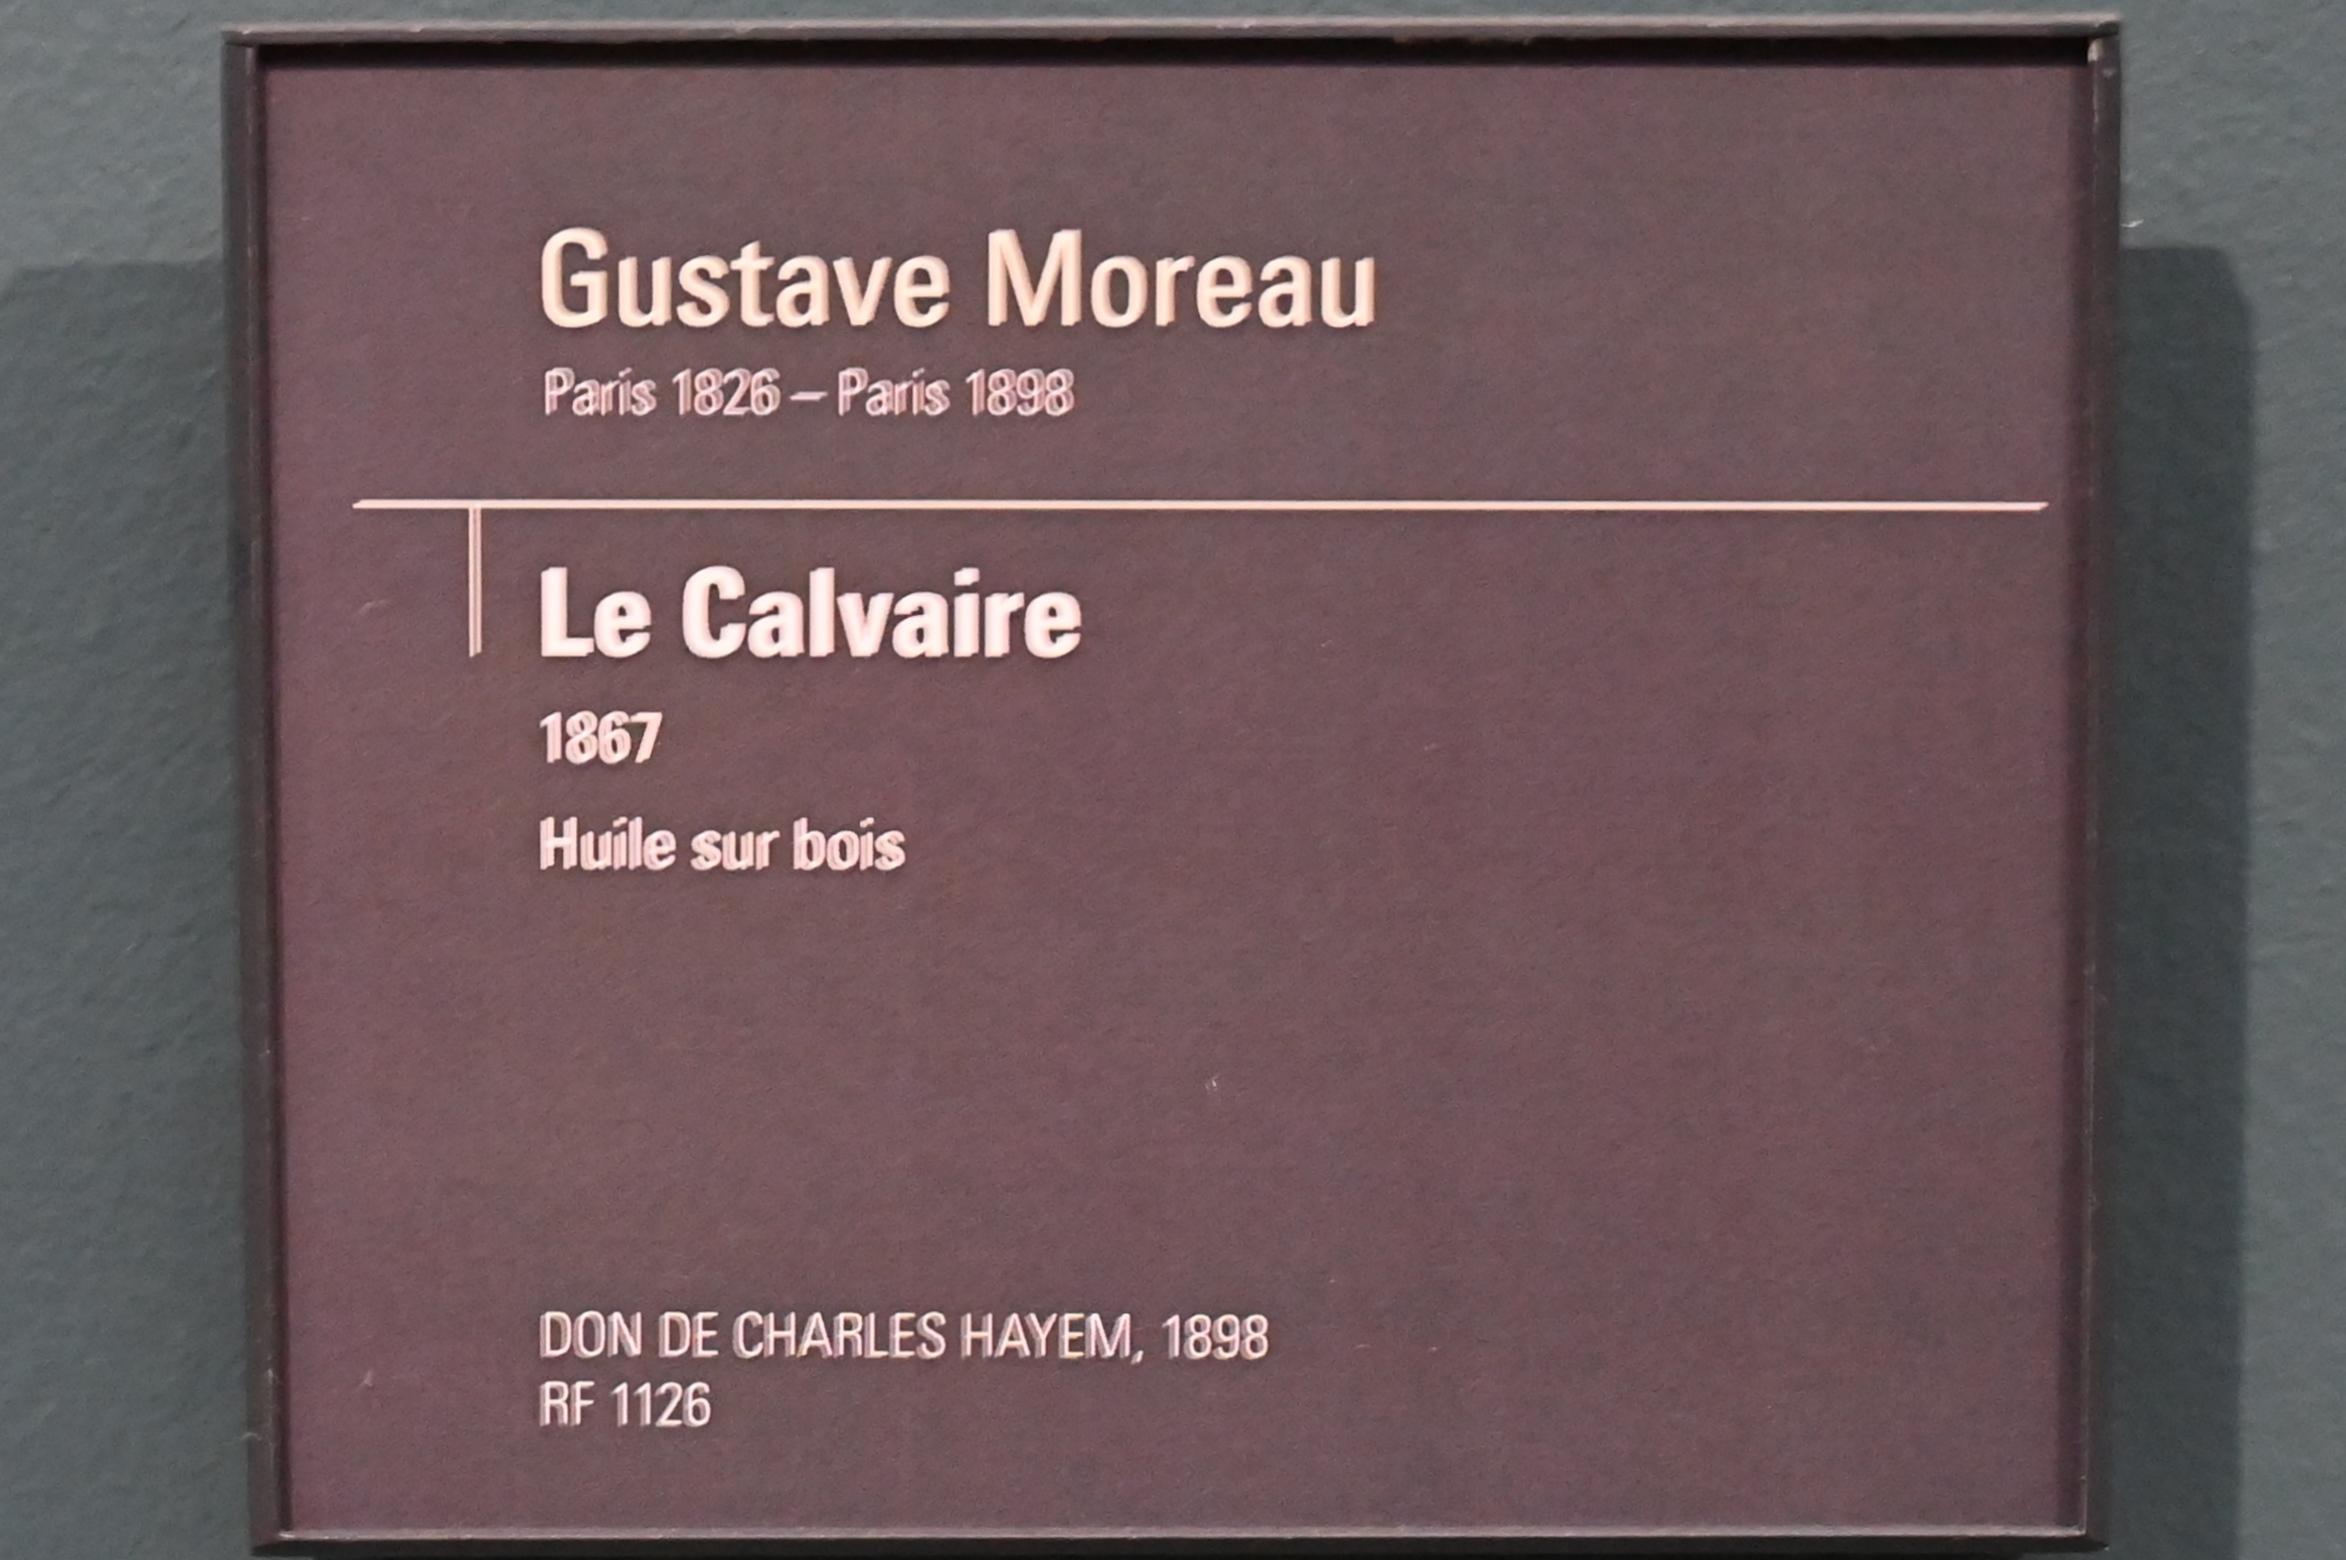 Gustave Moreau
Paris 1826 – Paris 1898
Le Calvaire
1867
Huile sur bois
DON DE CHARLES HAYEM, 1898
RF 1126